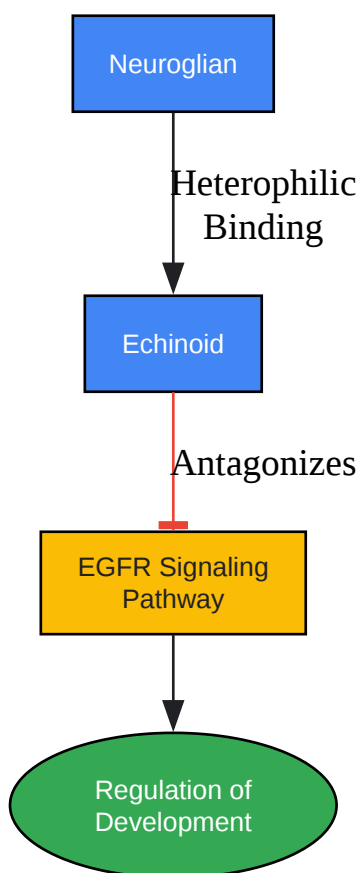 Neuroglian
Heterophilic
Binding
Echinoid
Antagonizes
EGFR Signaling
Pathway
Regulation of
Development